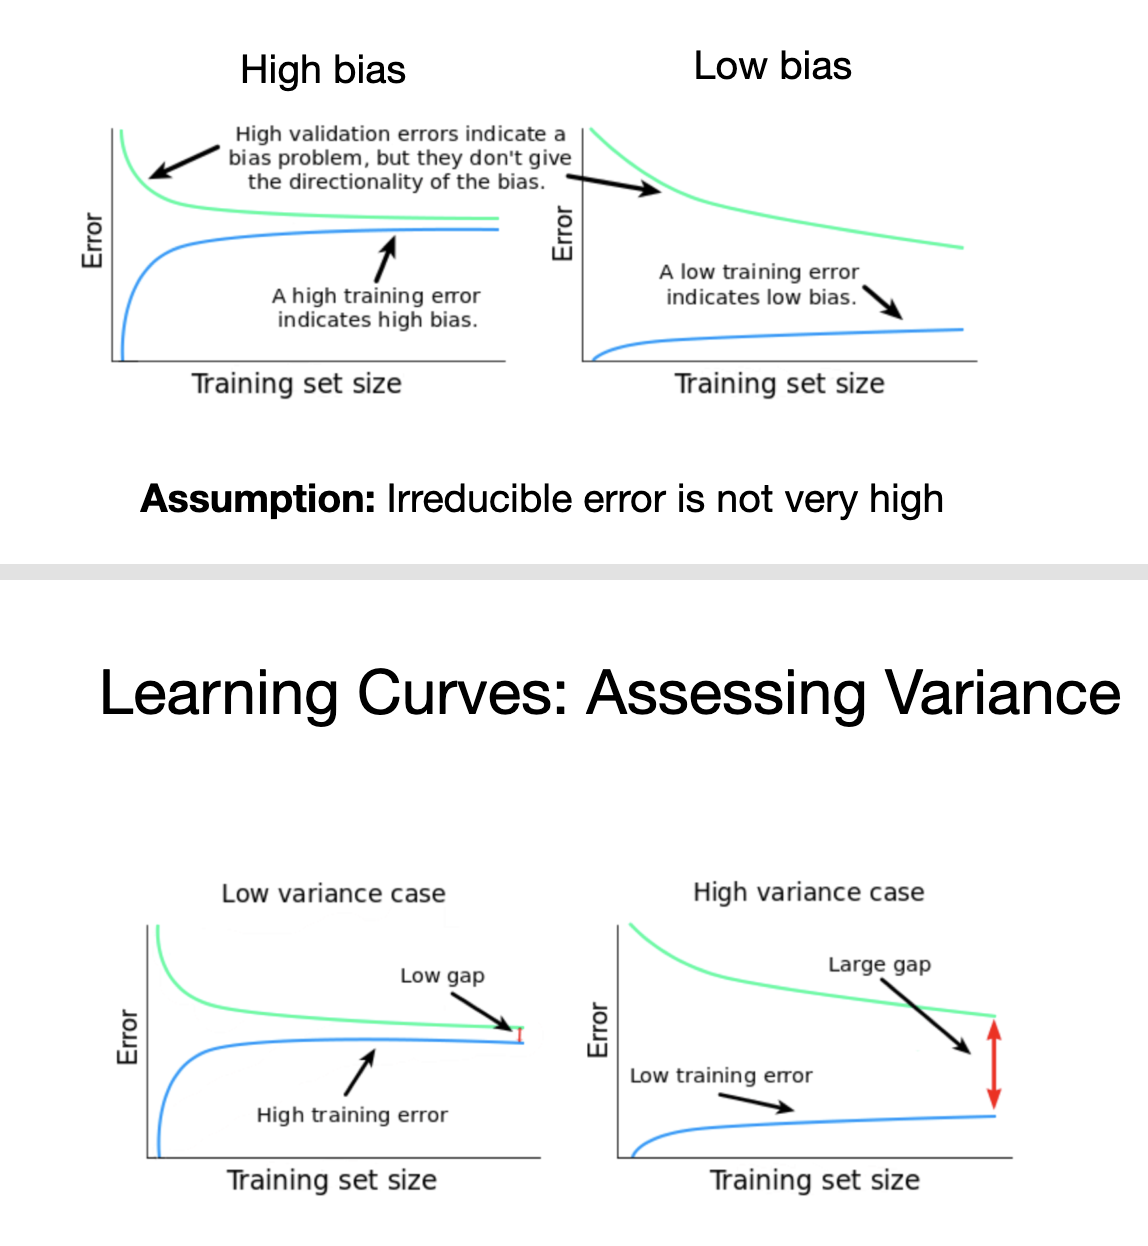 High bias
Low bias
High validation errors indicate a
bias problem, but they don't give
the directionality of the bias.
Error
A high training error
indicates high bias.
Training set size
Error
A low training error
indicates low bias.
Training set size
Assumption: Irreducible error is not very high
Learning Curves: Assessing Variance
Low variance case
Low gap
Error
High training error
Training set size
High variance case
Large gap
Error
Low training error
Training set size